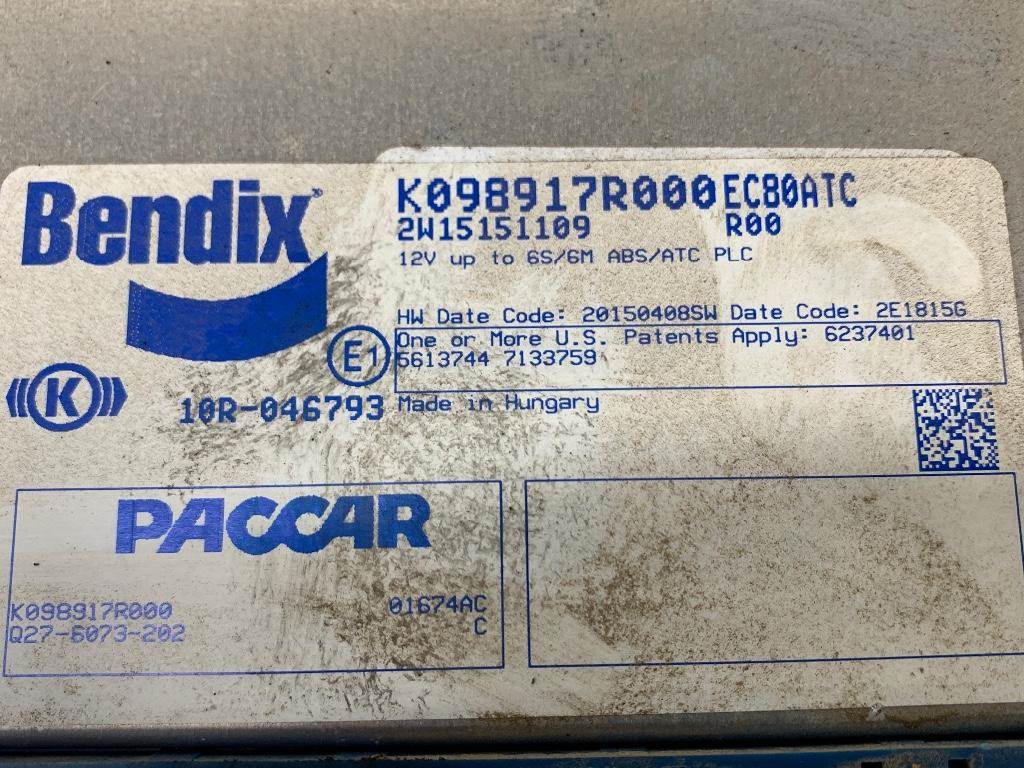 Bendix
K098917R000 EC80ATC
2W15151109 R00
12V up to 6S/6M ABS/ATC PLC
HW Date Code: 20150408SW Date Code: 2E1815G
One or More U.S. Patents Apply: 6237401
5613744 7133759
E1
K
10R-046793
Made in Hungary
PACCAR
K098917R000 01674AC
Q27-6073-202 C